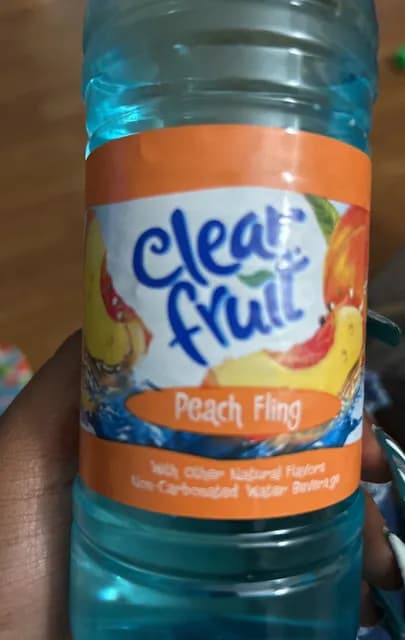 Clear
fruit
Peach Fling
With Other Natural Flavors
Non-Carbonated Water Beverage